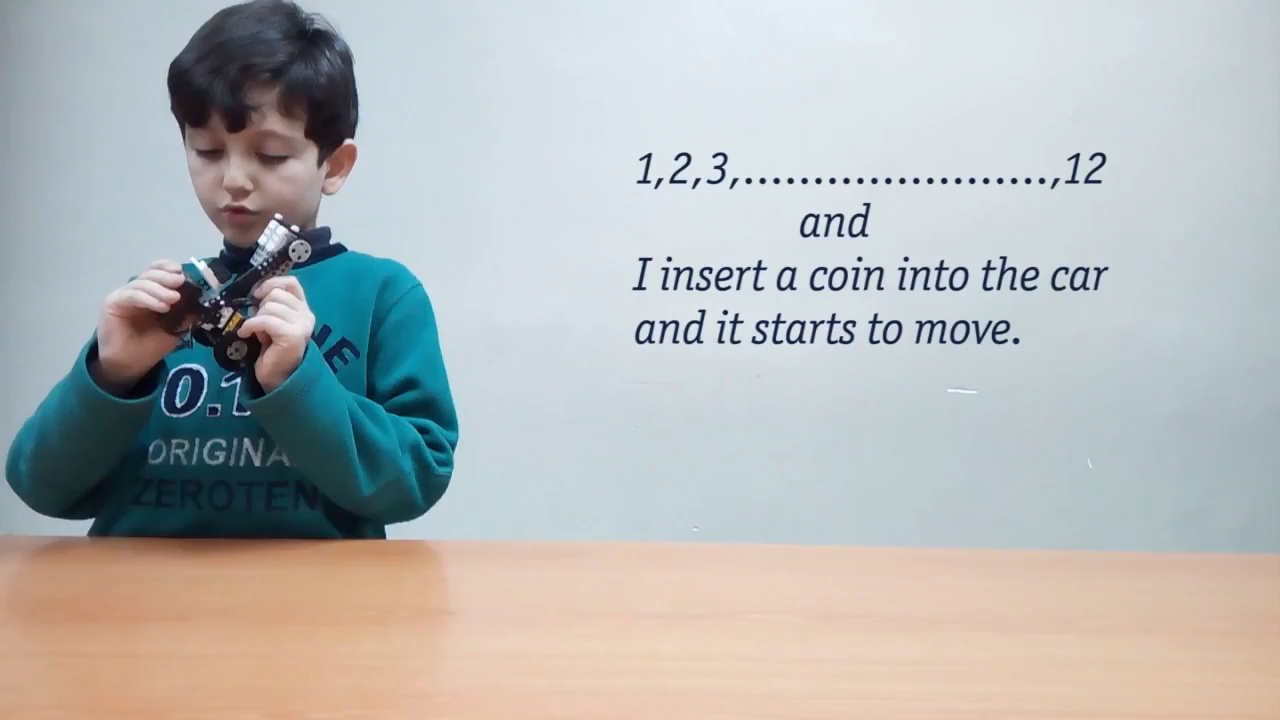 1,2,3,......................,12
and
I insert a coin into the car
and it starts to move.
0.1
ORIGINA
ZEROTEN